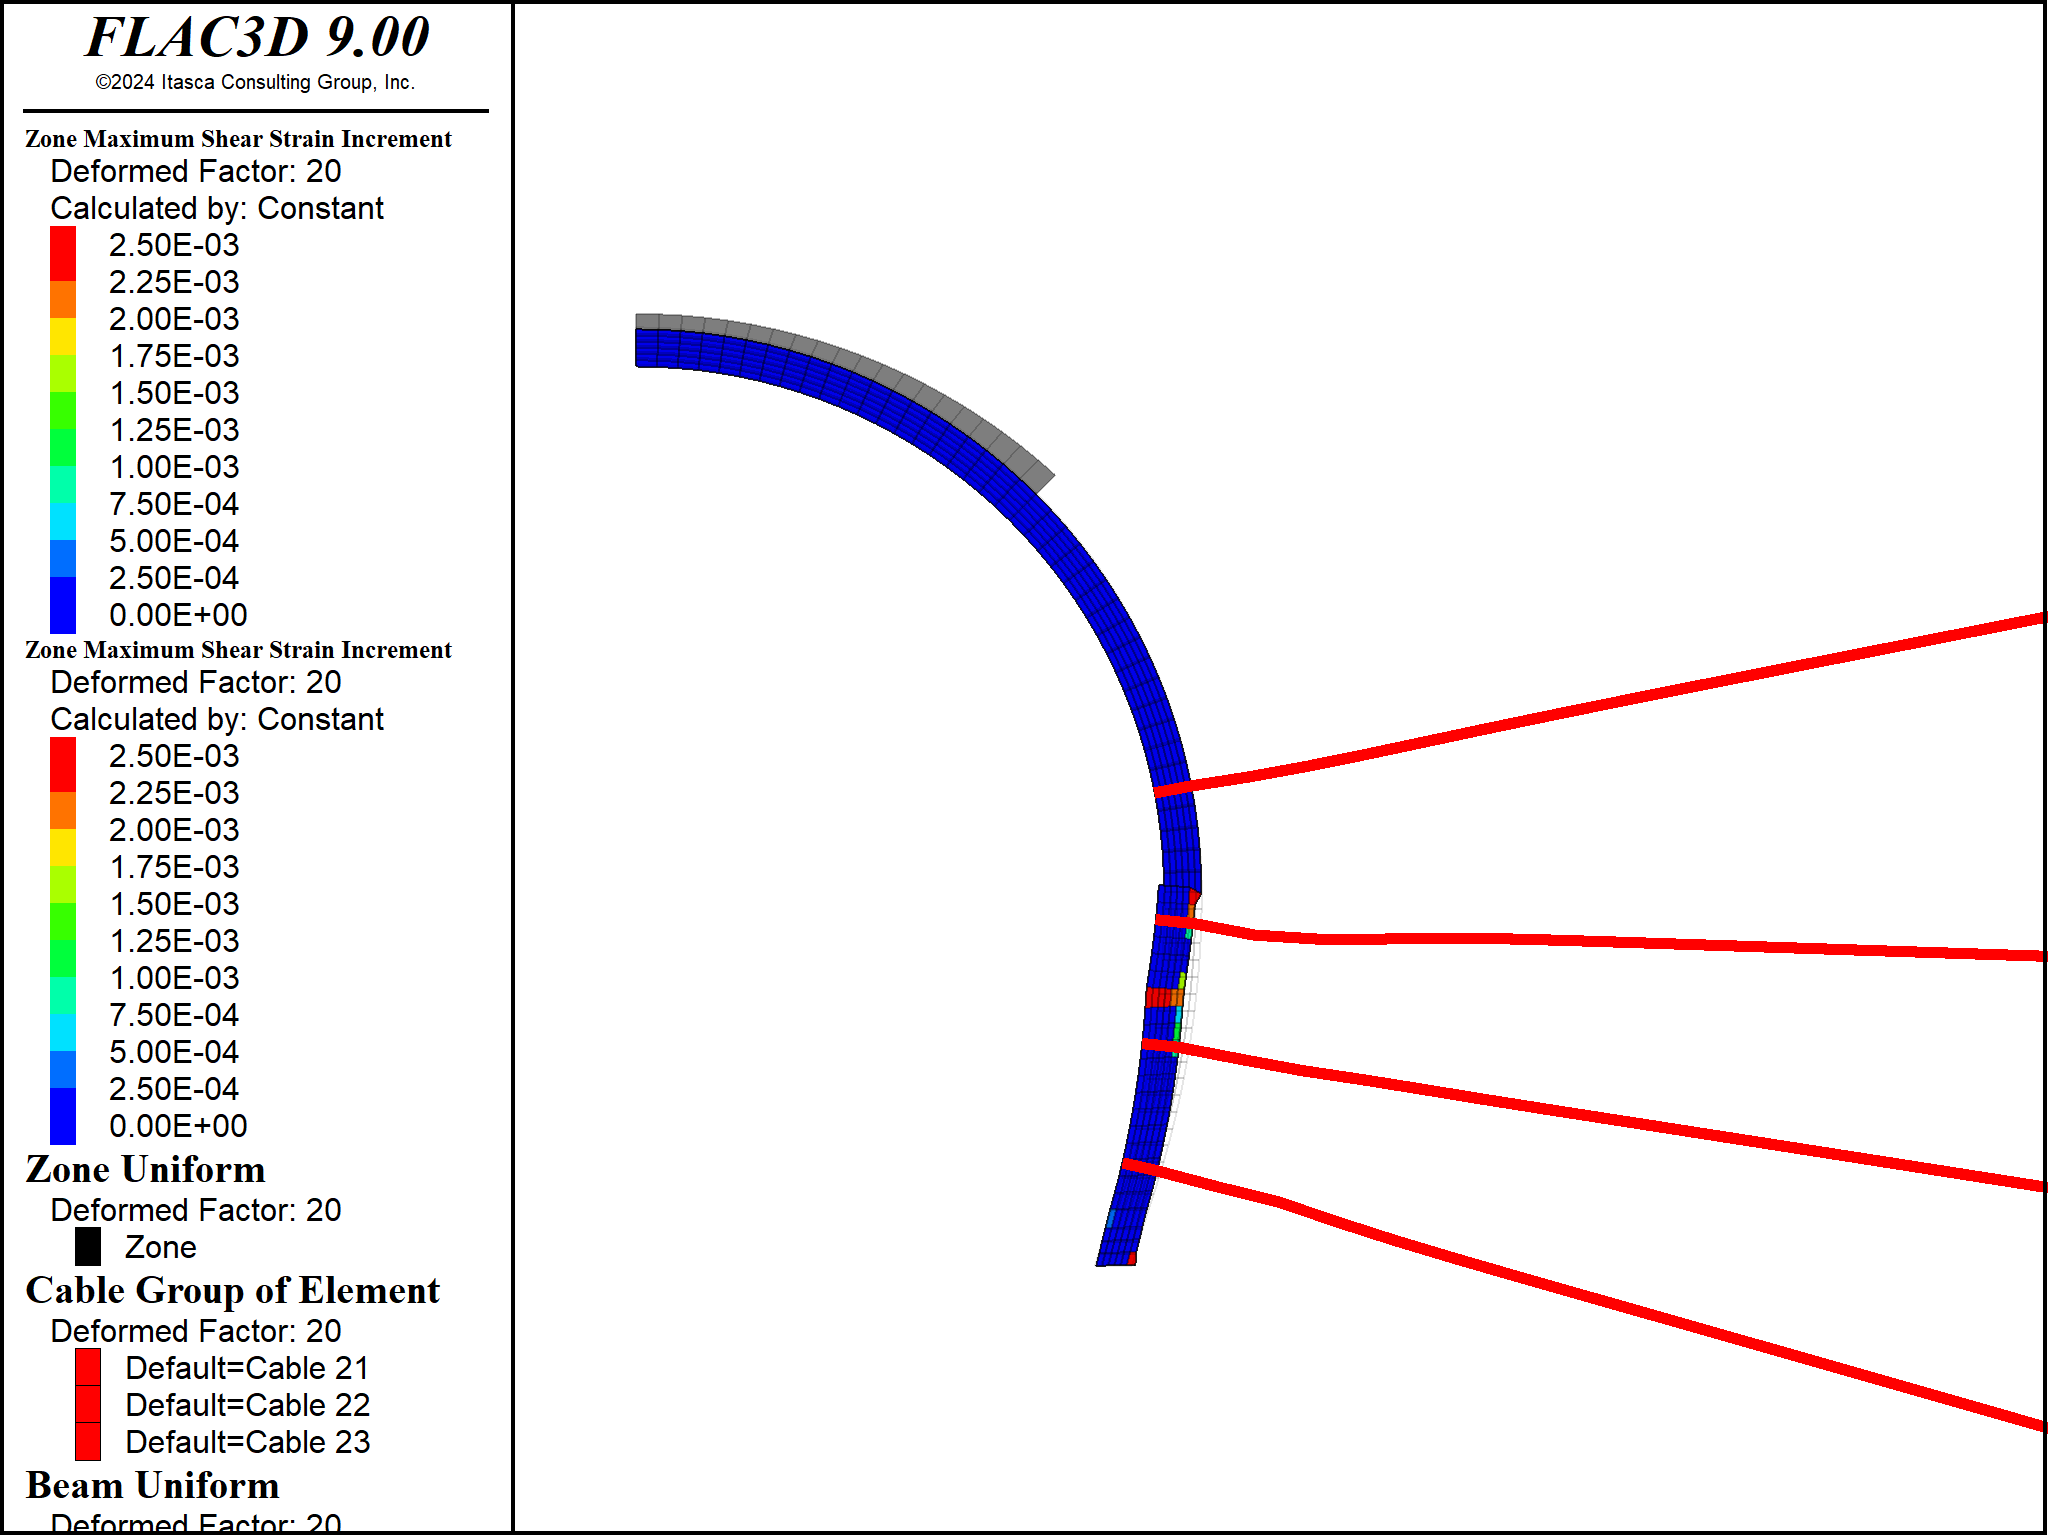 FLAC3D 9.00
©2024 Itasca Consulting Group, Inc.
Zone Maximum Shear Strain Increment
Deformed Factor: 20
Calculated by: Constant
2.50E-03
2.25E-03
2.00E-03
1.75E-03
1.50E-03
1.25E-03
1.00E-03
7.50E-04
5.00E-04
2.50E-04
0.00E+00
Zone Maximum Shear Strain Increment
Deformed Factor: 20
Calculated by: Constant
2.50E-03
2.25E-03
2.00E-03
1.75E-03
1.50E-03
1.25E-03
1.00E-03
7.50E-04
5.00E-04
2.50E-04
0.00E+00
Zone Uniform
Deformed Factor: 20
Zone
Cable Group of Element
Deformed Factor: 20
Default=Cable 21
Default=Cable 22
Default=Cable 23
Beam Uniform
Deformed Factor: 20